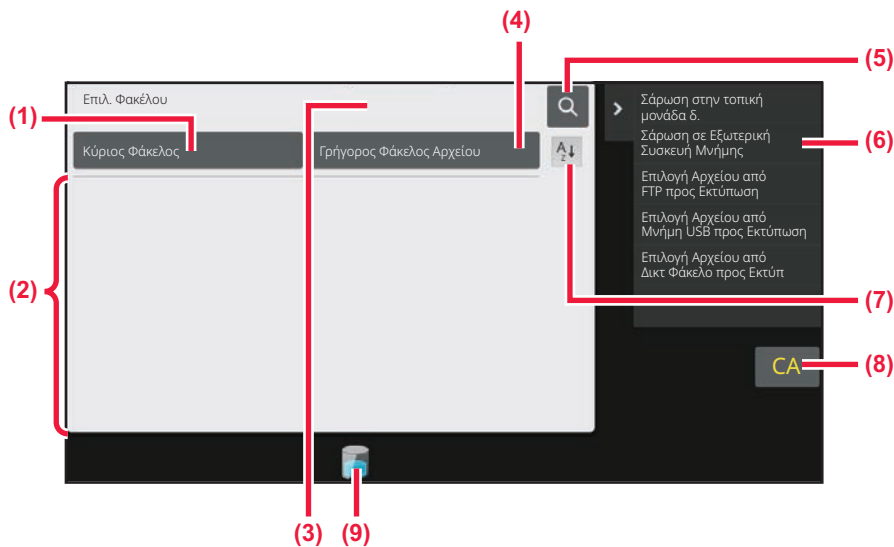 (4)
(5)
Επιλ. Φακέλου
Σάρωση στην τοπική
μονάδα δ.
(1)
Σάρωση σε Εξωτερική
Συσκευή Μνήμης
(6)
Κύριος Φάκελος
Γρήγορος Φάκελος Αρχείου
A
Z
Επιλογή Αρχείου από
FTP προς Εκτύπωση
Επιλογή Αρχείου από
Μνήμη USB προς Εκτύπωση
Επιλογή Αρχείου από
Δικτ Φάκελο προς Εκτύπ
(2)
(7)
CA
(8)
(3)
(9)